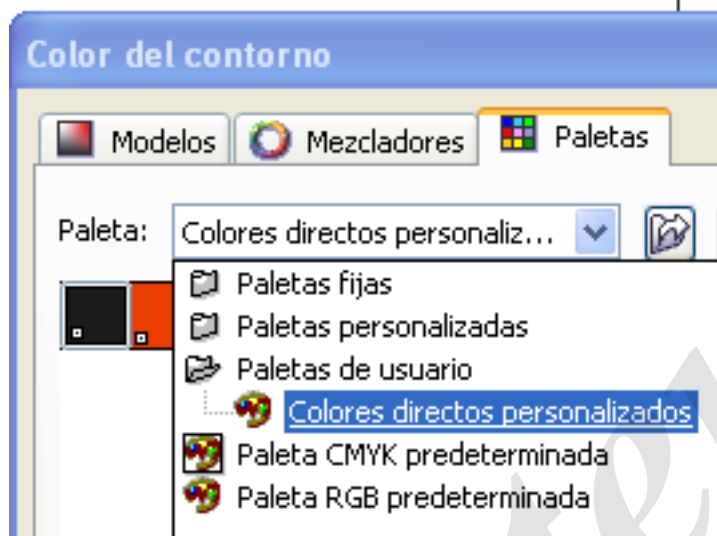 Color del contorno
Modelos Mezcladores Paletas
Paleta: Colores directos personaliz...
Paletas fijas
Paletas personalizadas
Paletas de usuario
Colores directos personalizados
Paleta CMYK predeterminada
Paleta RGB predeterminada